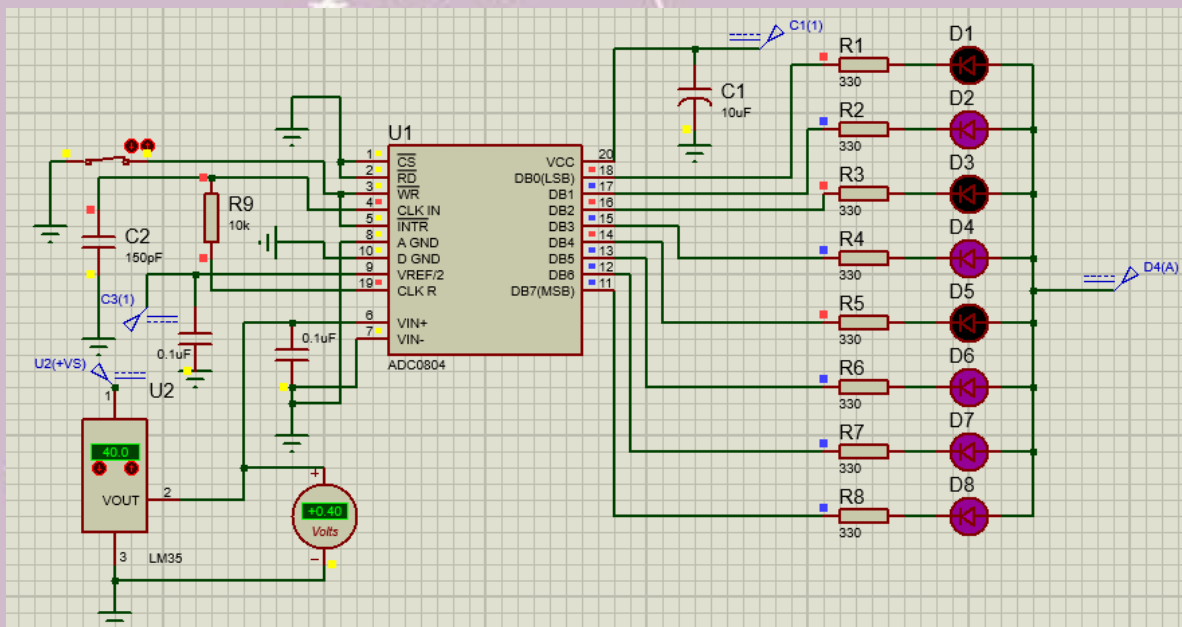 C1(1)
R1
330
D1
C1
10uF
R2
330
D2
R3
330
D3
R4
330
D4
D4(A)
R5
330
D5
R6
330
D6
R7
330
D7
R8
330
D8
U1
1 CS VCC 20
2 RD DB0(LSB) 18
3 WR DB1 17
4 CLK IN DB2 16
5 INTR DB3 15
8 A GND DB4 14
10 D GND DB5 13
9 VREF/2 DB6 12
19 CLK R DB7(MSB) 11
6 VIN+
7 VIN-
ADC0804
R9
10k
C2
150pF
C3(1)
0.1uF
0.1uF
U2(+VS)
1
U2
40.0
VOUT
2
3
LM35
+
+0.40
Volts
-